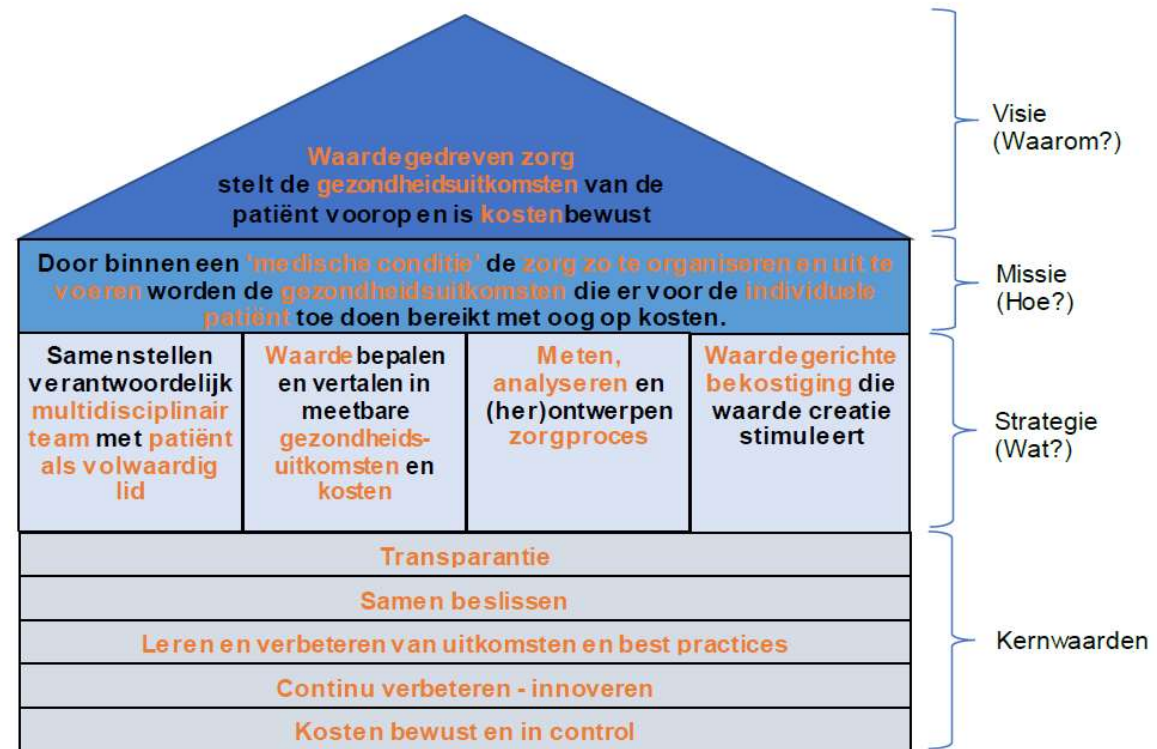 Waardegedreven zorg
stelt de gezondheidsuitkomsten van de
patiënt voorop en is kostenbewust
Visie
(Waarom?)
Door binnen een 'medische conditie' de zorg zo te organiseren en uit te
voeren worden de gezondheidsuitkomsten die er voor de individuele
patiënt toe doen bereikt met oog op kosten.
Missie
(Hoe?)
Samenstellen
verantwoordelijk
multidisciplinair
team met patiënt
als volwaardig
lid
Waarde bepalen
en vertalen in
meetbare
gezondheids-
uitkomsten en
kosten
Meten,
analyseren en
(her)ontwerpen
zorgproces
Waardegerichte
bekostiging die
waarde creatie
stimuleert
Strategie
(Wat?)
Transparantie
Samen beslissen
Leren en verbeteren van uitkomsten en best practices
Continu verbeteren - innoveren
Kosten bewust en in control
Kernwaarden